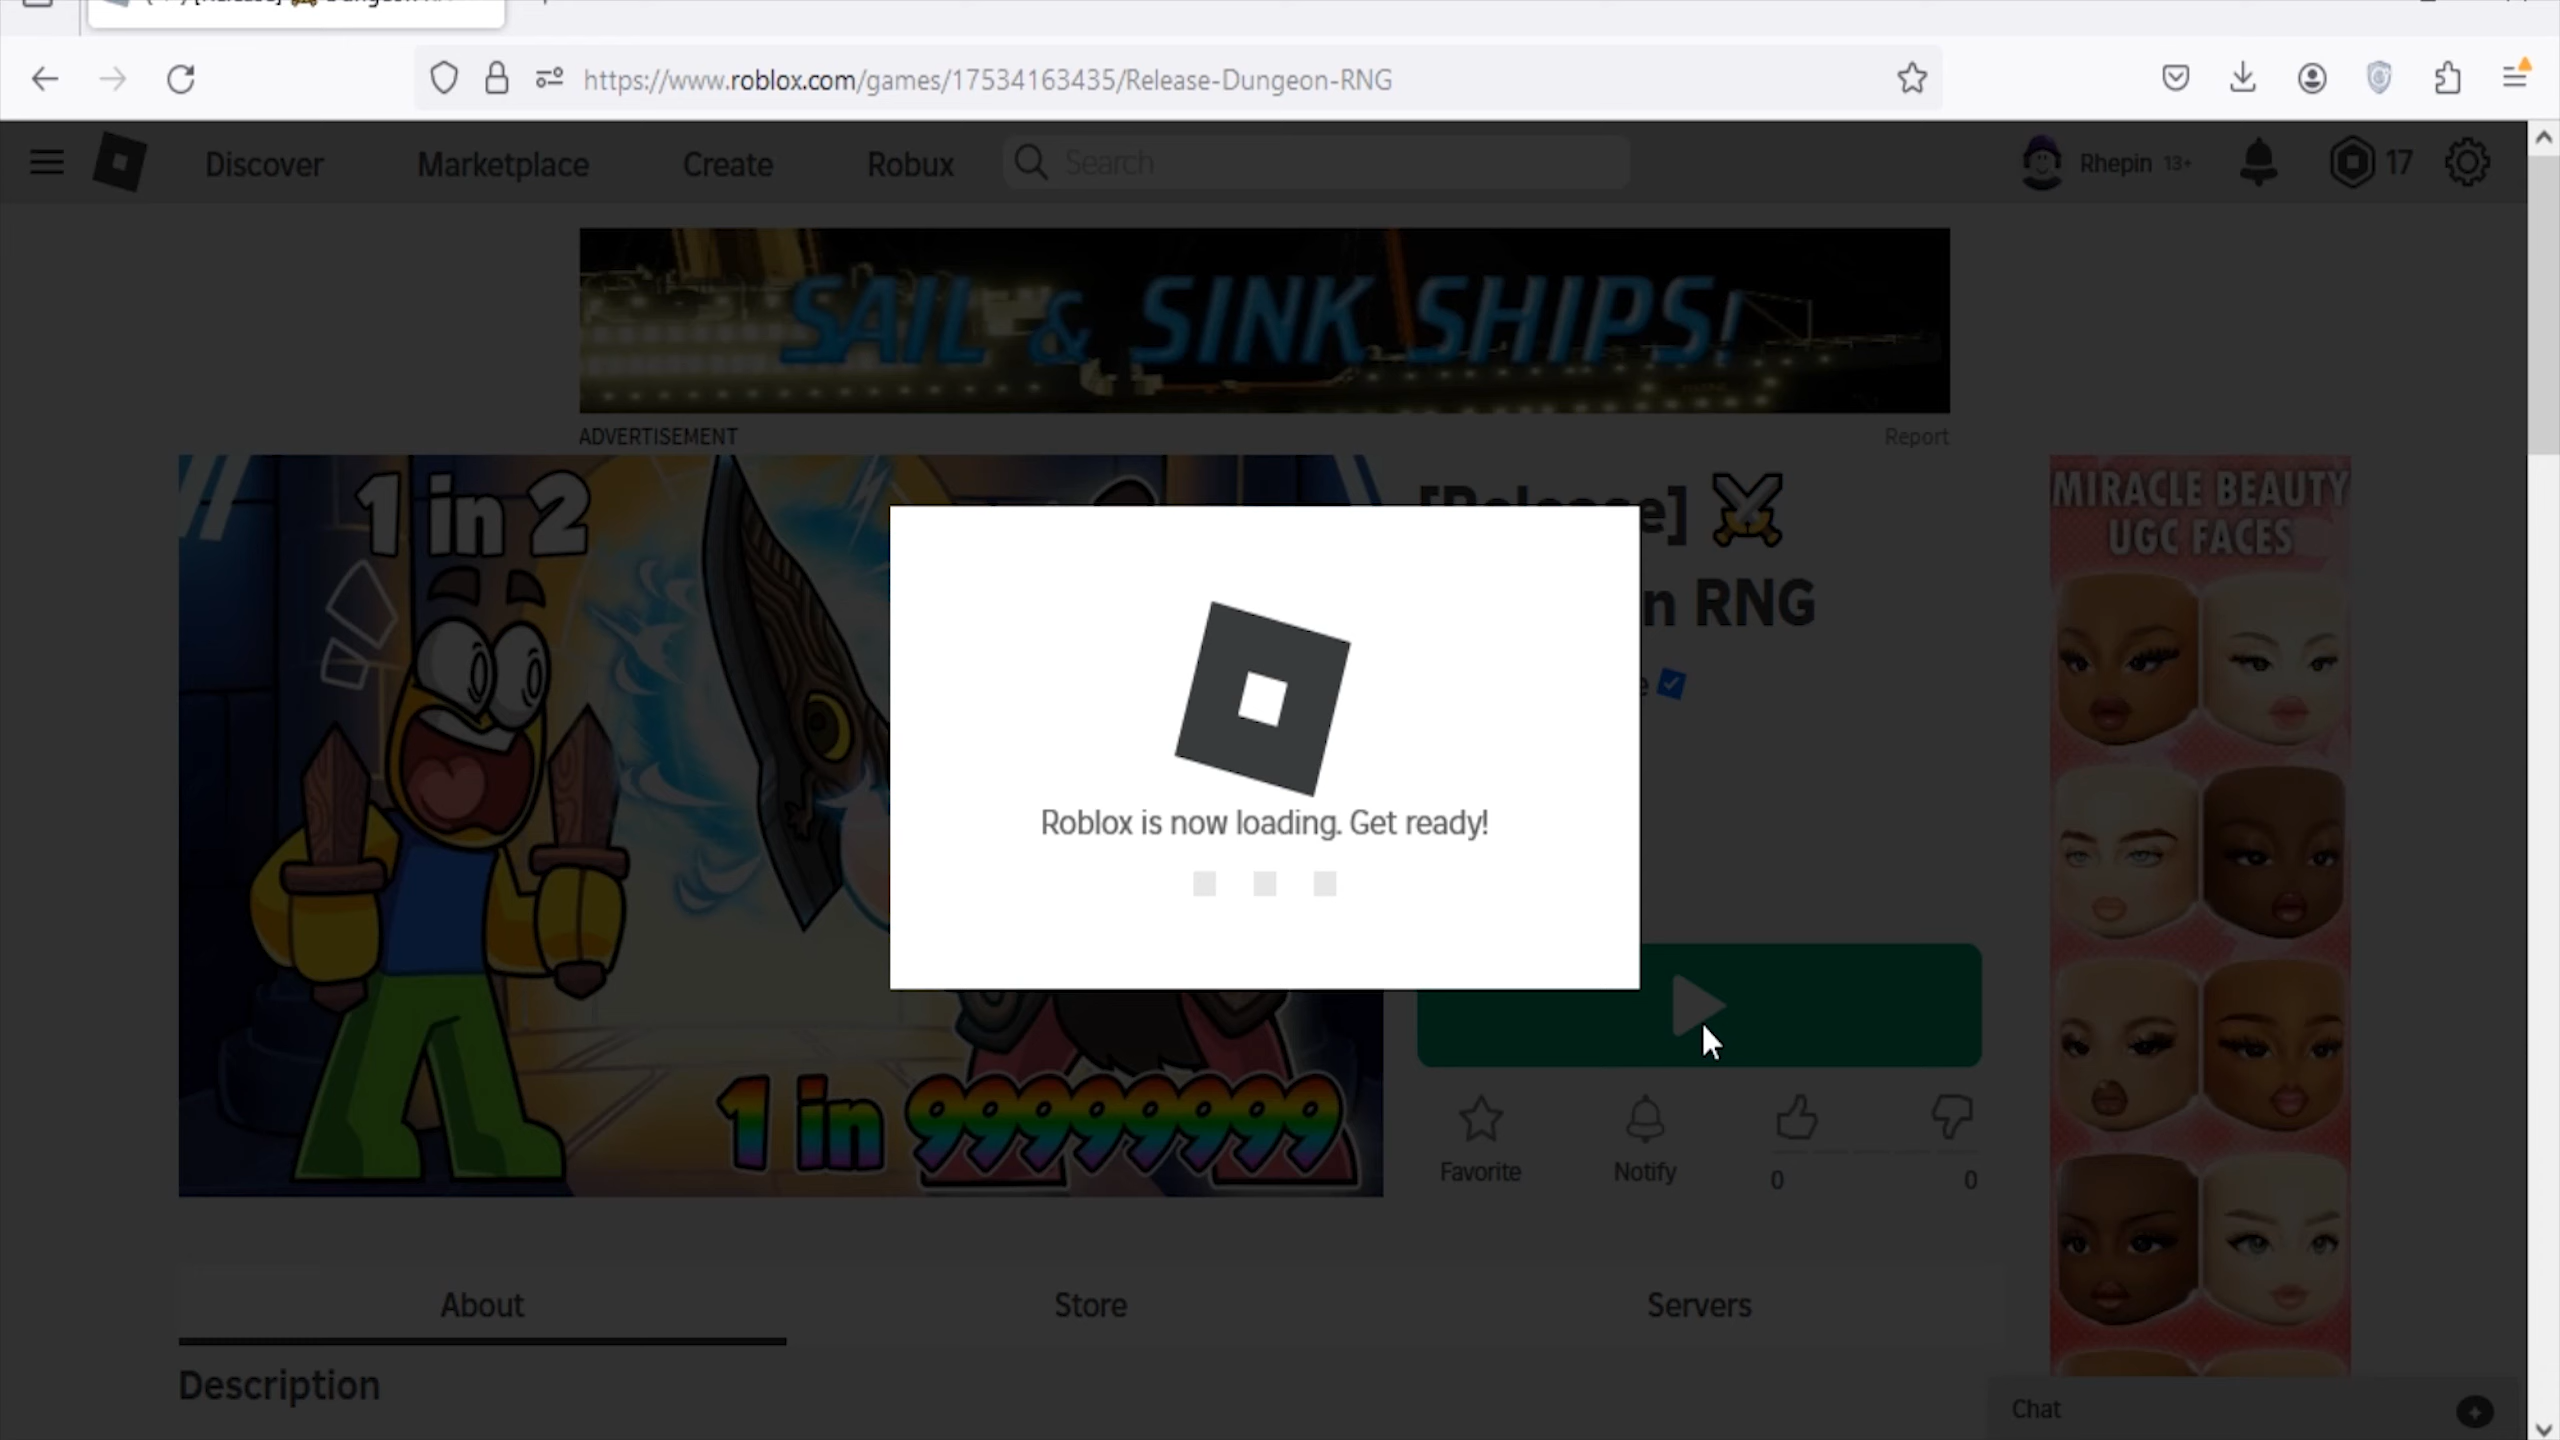 https://www.roblox.com/games/17534163435/Release-Dungeon-RNG
Discover Marketplace Create Robux Search Rhepin 13+ 17
SAIL & SINK SHIPS!
ADVERTISEMENT Report
1 in 2
1 in 99999999
RNG
Roblox is now loading. Get ready!
Favorite Notify 0 0
MIRACLE BEAUTY
UGC FACES
About Store Servers
Description
Chat